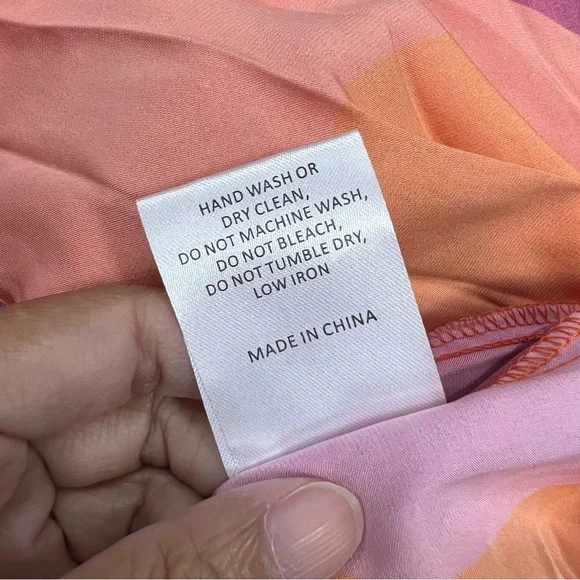 HAND WASH OR
DRY CLEAN,
DO NOT MACHINE WASH,
DO NOT BLEACH,
DO NOT TUMBLE DRY,
LOW IRON
MADE IN CHINA